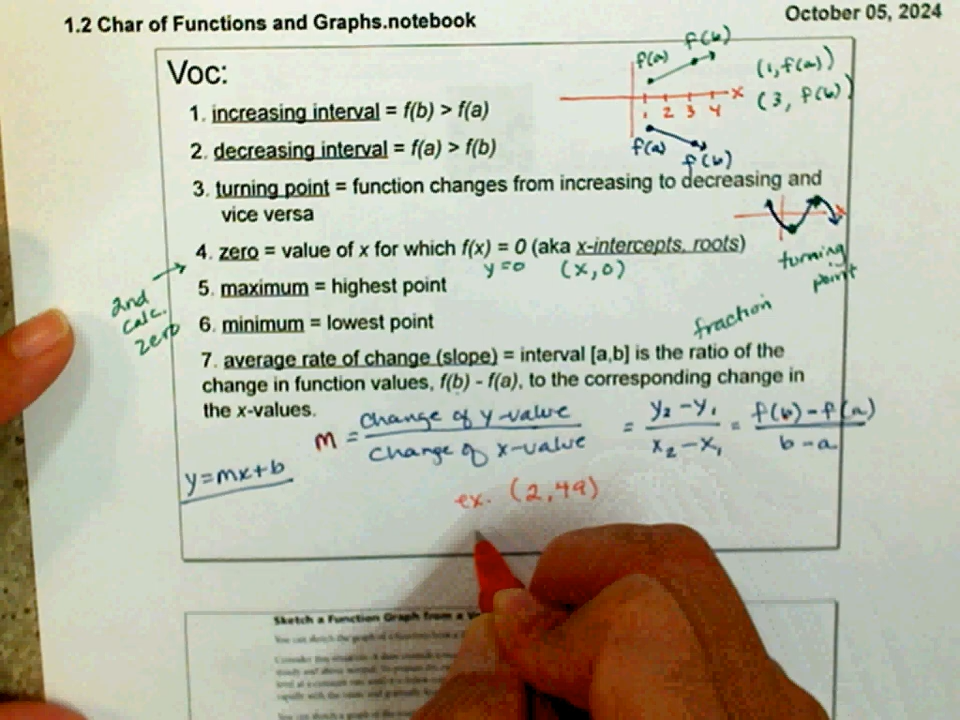 1.2 Char of Functions and Graphs.notebook
October 05, 2024
Voc:
f(a) f(b)
(1, f(a))
x
(3, f(b))
1 2 3 4
f(a) f(b)
1. increasing interval = f(b) > f(a)
2. decreasing interval = f(a) > f(b)
3. turning point = function changes from increasing to decreasing and
vice versa
turning
point
4. zero = value of x for which f(x) = 0 (aka x-intercepts, roots)
y=0 (x,0)
2nd
calc.
zero
5. maximum = highest point
6. minimum = lowest point
fraction
7. average rate of change (slope) = interval [a,b] is the ratio of the
change in function values, f(b) - f(a), to the corresponding change in
the x-values.
m = change of y-value / change of x-value = y₂-y₁ / x₂-x₁ = f(b)-f(a) / b-a
y=mx+b
ex. (2,49)
Sketch a Function Graph from a